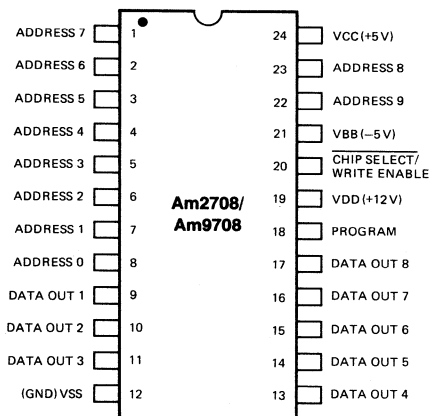 ADDRESS 7 1 24 VCC (+5 V)
ADDRESS 6 2 23 ADDRESS 8
ADDRESS 5 3 22 ADDRESS 9
ADDRESS 4 4 21 VBB (–5 V)
ADDRESS 3 5 20 CHIP SELECT/
WRITE ENABLE
ADDRESS 2 6 19 VDD (+12 V)
Am2708/
Am9708
ADDRESS 1 7 18 PROGRAM
ADDRESS 0 8 17 DATA OUT 8
DATA OUT 1 9 16 DATA OUT 7
DATA OUT 2 10 15 DATA OUT 6
DATA OUT 3 11 14 DATA OUT 5
(GND) VSS 12 13 DATA OUT 4